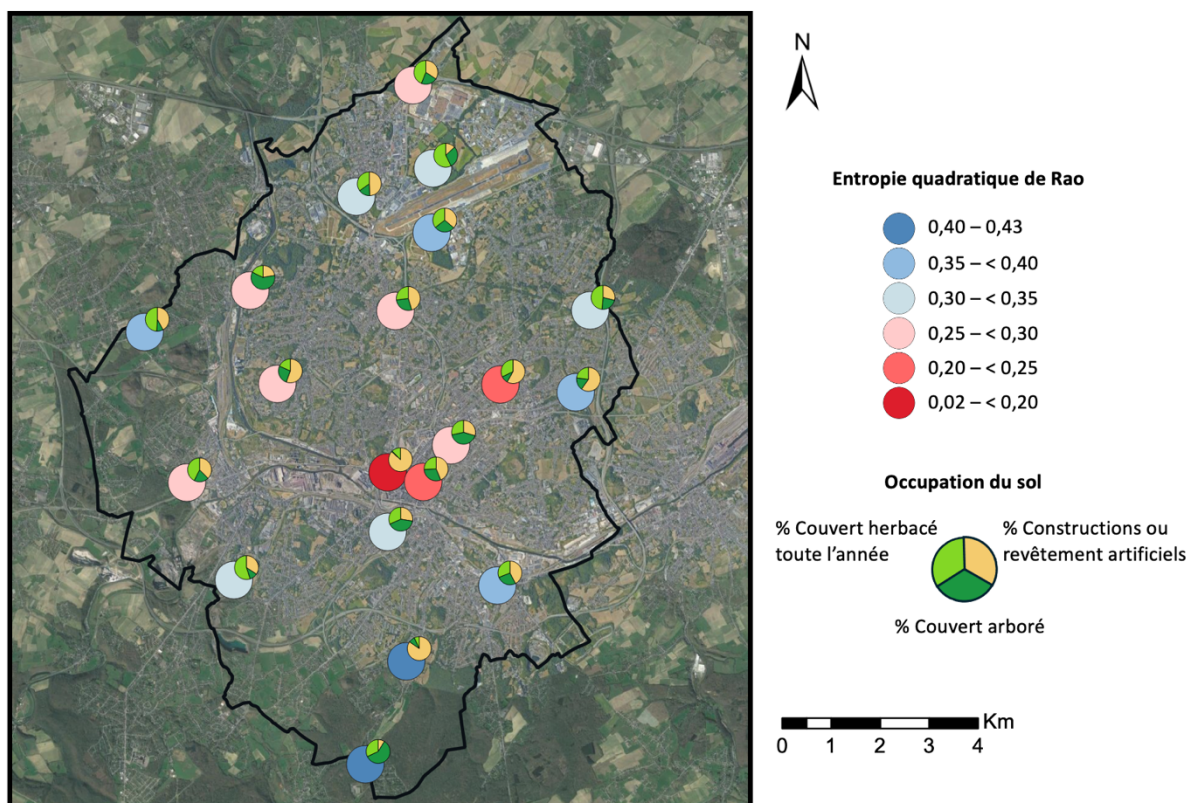 N
Entropie quadratique de Rao
0,40 – 0,43
0,35 – < 0,40
0,30 – < 0,35
0,25 – < 0,30
0,20 – < 0,25
0,02 – < 0,20
Occupation du sol
% Couvert herbacé
toute l’année
% Constructions ou
revêtement artificiels
% Couvert arboré
Km
0 1 2 3 4